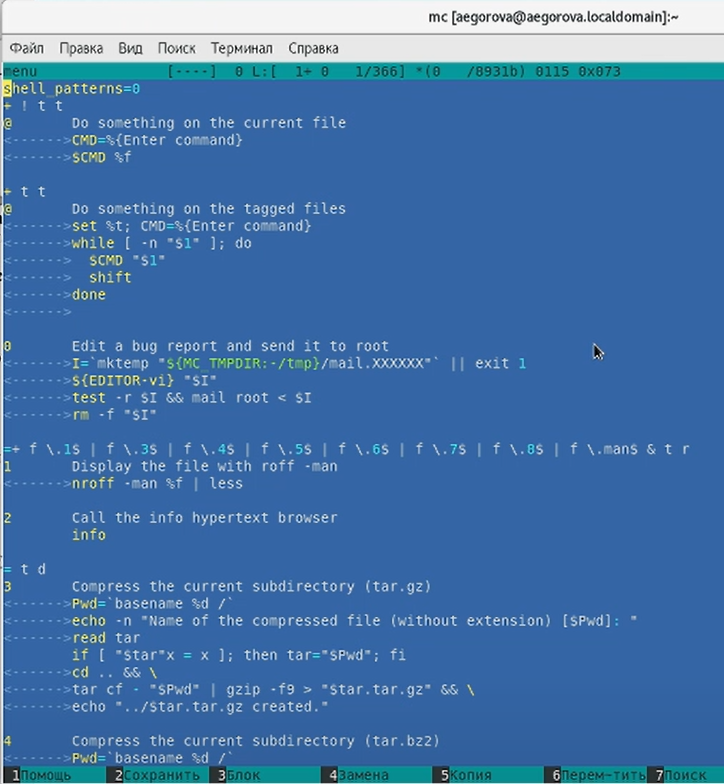 mc [aegorova@aegorova.localdomain]:~
Файл Правка Вид Поиск Терминал Справка
menu [----] 0 L:[ 1+ 0 1/366] *(0 /8931b) 0115 0x073
shell_patterns=0
+ ! t t
@ Do something on the current file
<------>CMD=%{Enter command}
<------>$CMD %f
+ t t
@ Do something on the tagged files
<------>set %t; CMD=%{Enter command}
<------>while [ -n "$1" ]; do
<------> $CMD "$1"
<------> shift
<------>done
<------>
0 Edit a bug report and send it to root
<------>I=`mktemp "${MC_TMPDIR:-/tmp}/mail.XXXXXX"` || exit 1
<------>${EDITOR-vi} "$I"
<------>test -r $I && mail root < $I
<------>rm -f "$I"
=+ f \.1$ | f \.3$ | f \.4$ | f \.5$ | f \.6$ | f \.7$ | f \.8$ | f \.man$ & t r
1 Display the file with roff -man
<------>nroff -man %f | less
2 Call the info hypertext browser
info
= t d
3 Compress the current subdirectory (tar.gz)
<------>Pwd=`basename %d /`
<------>echo -n "Name of the compressed file (without extension) [$Pwd]: "
<------>read tar
if [ "$tar"x = x ]; then tar="$Pwd"; fi
<------>cd .. && \
<------>tar cf - "$Pwd" | gzip -f9 > "$tar.tar.gz" && \
<------>echo "../$tar.tar.gz created."
4 Compress the current subdirectory (tar.bz2)
<------>Pwd=`basename %d /`
1Помощь 2Сохранить 3Блок 4Замена 5Копия 6Перем~тить 7Поиск